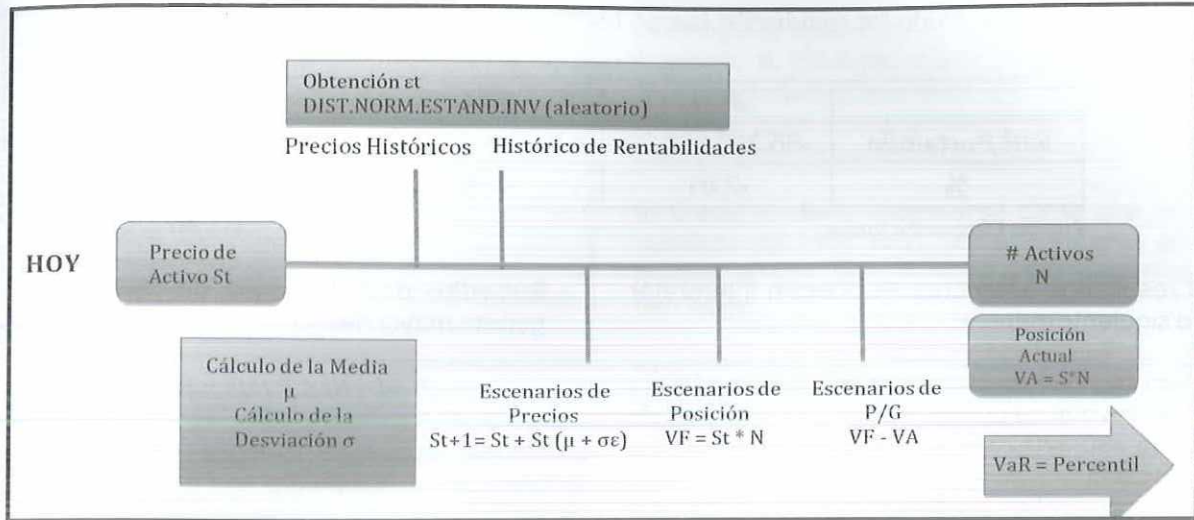 Obtención εt
DIST.NORM.ESTAND.INV (aleatorio)
Precios Históricos
Histórico de Rentabilidades
HOY
Precio de
Activo St
# Activos
N
Posición
Actual
VA = S*N
Cálculo de la Media
μ
Cálculo de la
Desviación σ
Escenarios de
Precios
St+1= St + St (μ + σε)
Escenarios de
Posición
VF = St * N
Escenarios de
P/G
VF - VA
VaR = Percentil